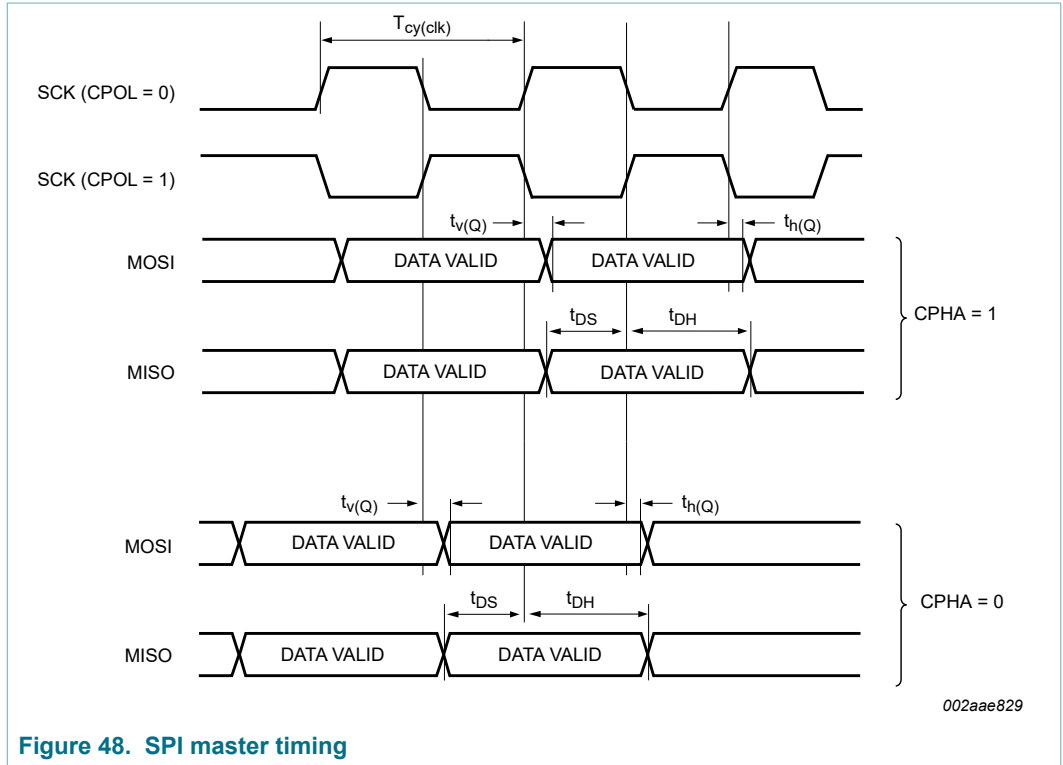 Tcy(clk)
SCK (CPOL = 0)
SCK (CPOL = 1)
tv(Q) th(Q)
MOSI DATA VALID DATA VALID
CPHA = 1
tDS tDH
MISO DATA VALID DATA VALID
tv(Q) th(Q)
MOSI DATA VALID DATA VALID
CPHA = 0
tDS tDH
MISO DATA VALID DATA VALID
002aae829
Figure 48. SPI master timing